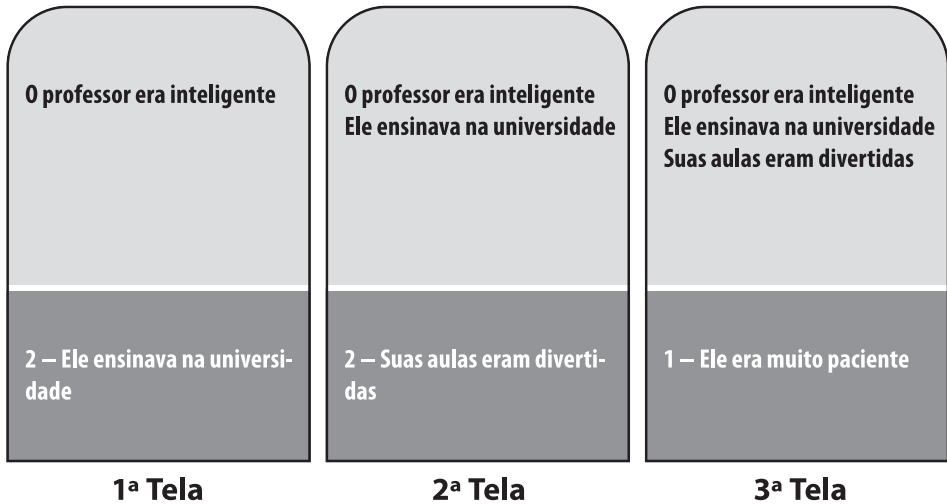 O professor era inteligente
2 – Ele ensinava na universi-
dade
1ª Tela
O professor era inteligente
Ele ensinava na universidade
2 – Suas aulas eram diverti-
das
2ª Tela
O professor era inteligente
Ele ensinava na universidade
Suas aulas eram divertidas
1 – Ele era muito paciente
3ª Tela